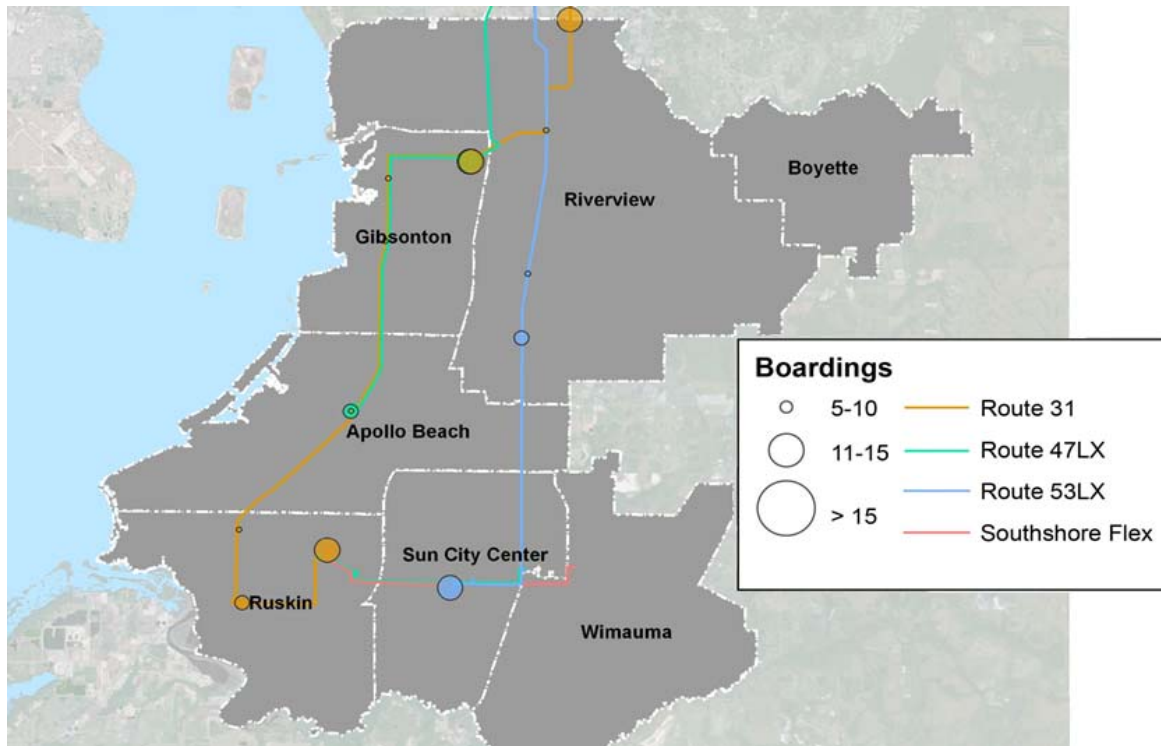 Boyette
Riverview
Gibsonton
Apollo Beach
Sun City Center
Ruskin
Wimauma
Boardings
5-10
11-15
> 15
Route 31
Route 47LX
Route 53LX
Southshore Flex